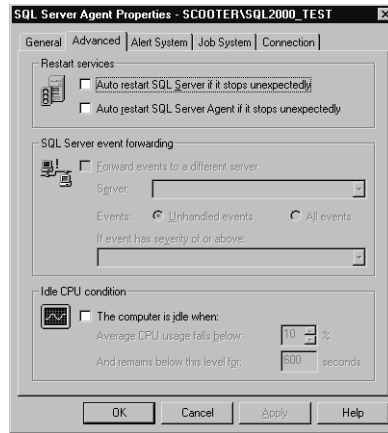 SQL Server Agent Properties - SCOOTER\SQL2000_TEST
General Advanced Alert System Job System Connection
Restart services
Auto restart SQL Server if it stops unexpectedly
Auto restart SQL Server Agent if it stops unexpectedly
SQL Server event forwarding
Forward events to a different server
Server:
Events: Unhandled events All events
If event has severity of or above:
Idle CPU condition
The computer is idle when:
Average CPU usage falls below: 10 %
And remains below this level for: 600 seconds
OK Cancel Apply Help